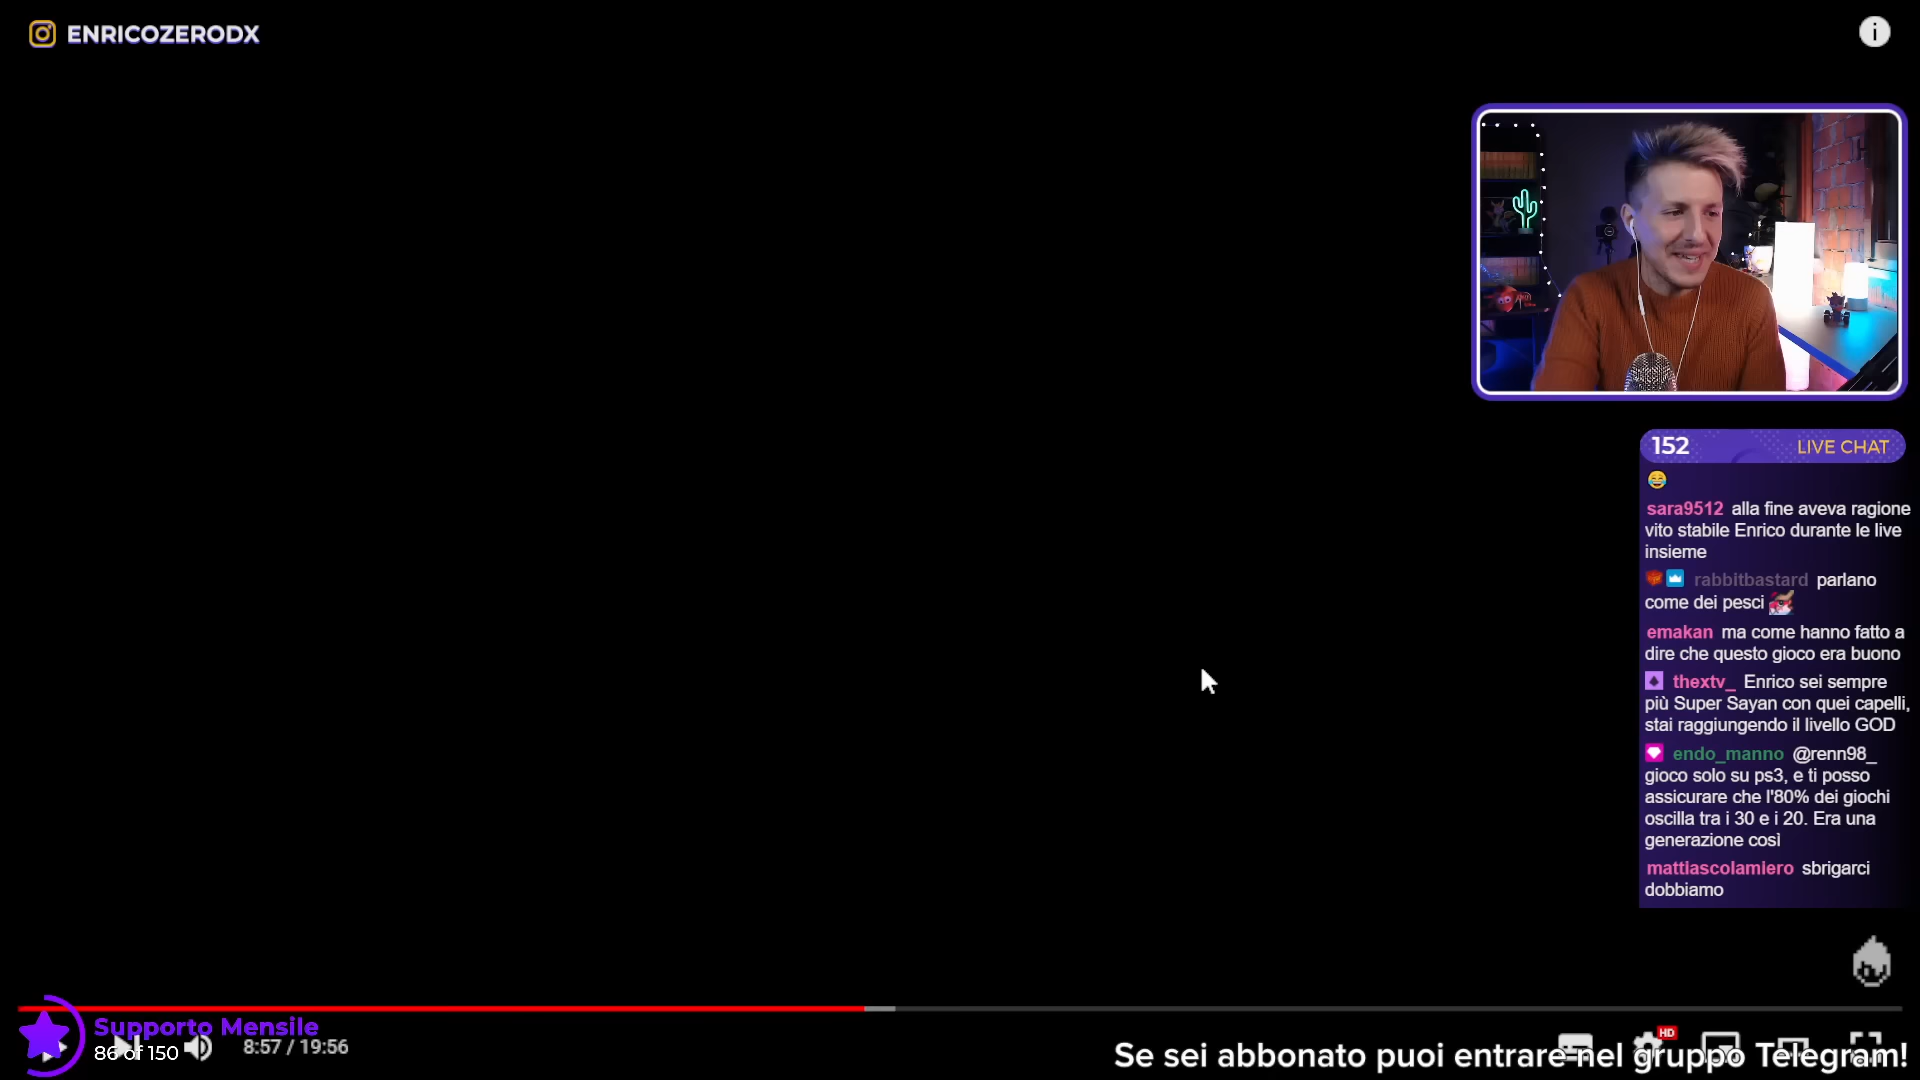 ENRICOZERODX
152 LIVE CHAT
sara9512 alla fine aveva ragione
vito stabile Enrico durante le live
insieme
rabbitbastard parlano
come dei pesci
emakan ma come hanno fatto a
dire che questo gioco era buono
thextv_ Enrico sei sempre
più Super Sayan con quei capelli,
stai raggiungendo il livello GOD
endo_manno @renn98_
gioco solo su ps3, e ti posso
assicurare che l'80% dei giochi
oscilla tra i 30 e i 20. Era una
generazione così
mattiascolamiero sbrigarci
dobbiamo
Supporto Mensile
86 of 150
8:57 / 19:56
HD
Se sei abbonato puoi entrare nel gruppo Telegram!